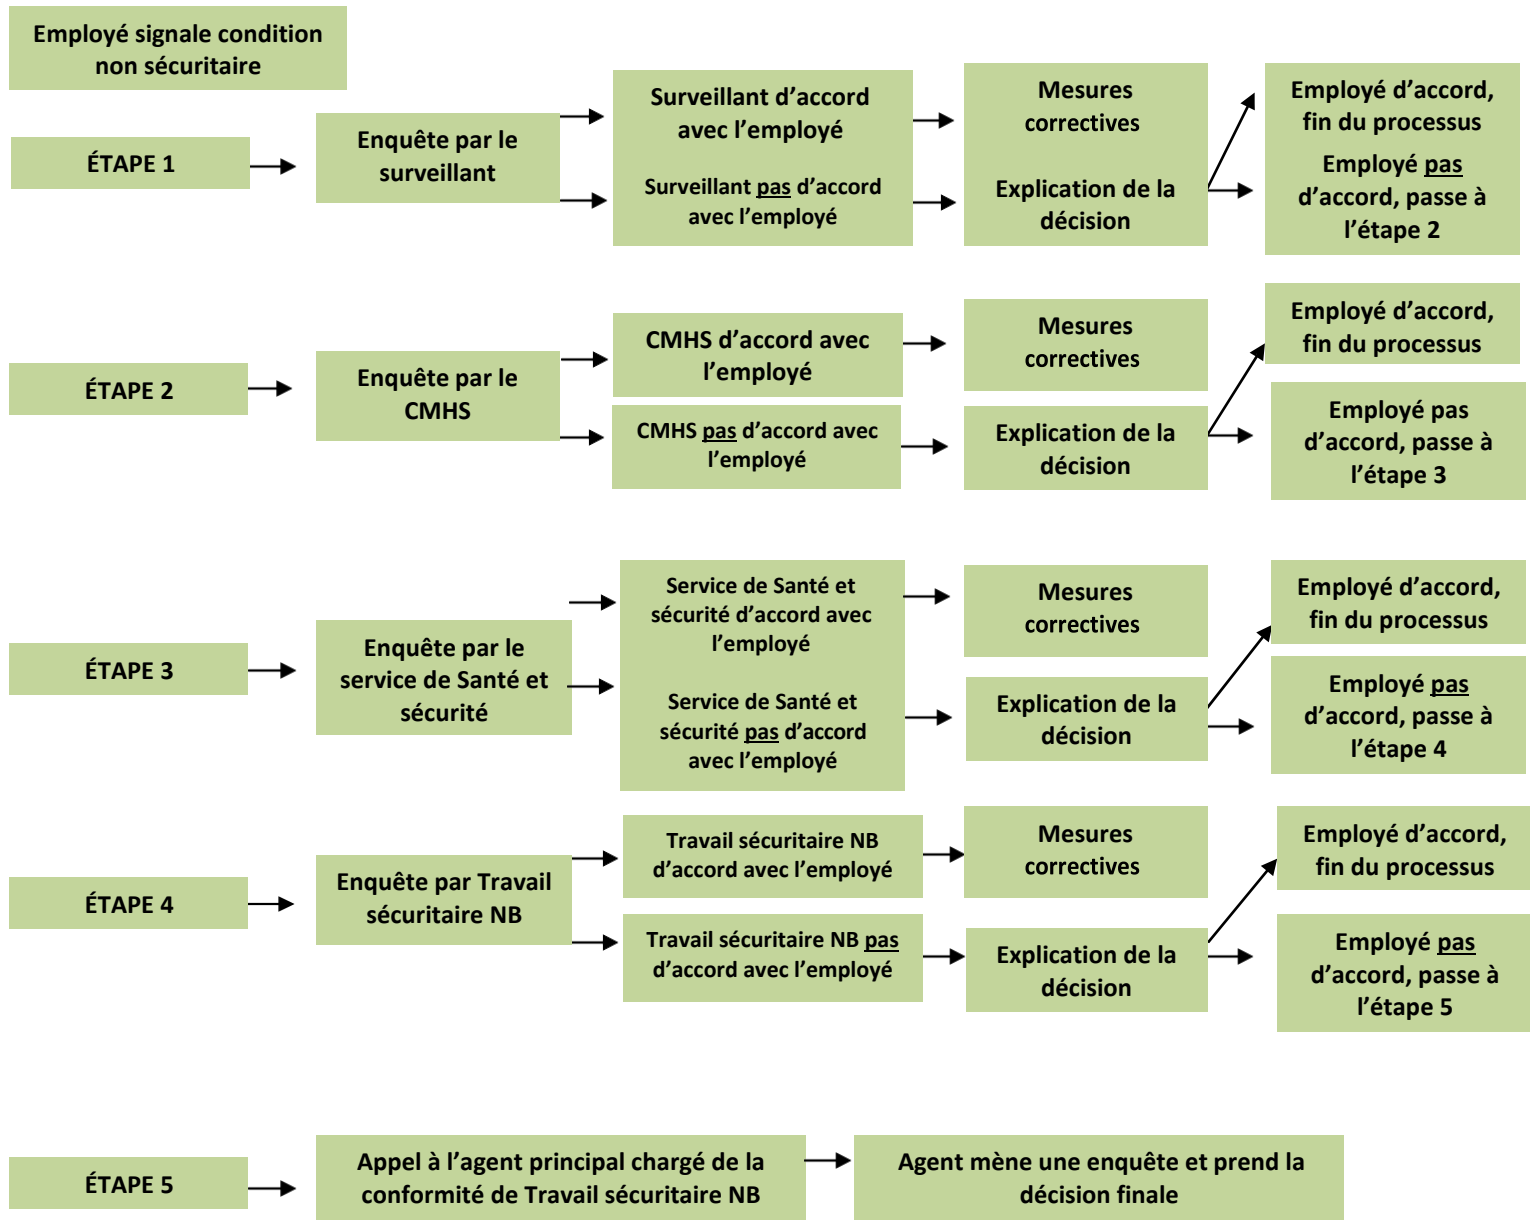 Employé signale condition
non sécuritaire
ÉTAPE 1
Enquête par le
surveillant
Surveillant d’accord
avec l’employé
Surveillant pas d’accord
avec l’employé
Mesures
correctives
Explication de la
décision
Employé d’accord,
fin du processus
Employé pas
d’accord, passe à
l’étape 2
ÉTAPE 2
Enquête par le
CMHS
CMHS d’accord avec
l’employé
CMHS pas d’accord avec
l’employé
Mesures
correctives
Explication de la
décision
Employé d’accord,
fin du processus
Employé pas
d’accord, passe à
l’étape 3
ÉTAPE 3
Enquête par le
service de Santé et
sécurité
Service de Santé et
sécurité d’accord avec
l’employé
Service de Santé et
sécurité pas d’accord
avec l’employé
Mesures
correctives
Explication de la
décision
Employé d’accord,
fin du processus
Employé pas
d’accord, passe à
l’étape 4
ÉTAPE 4
Enquête par Travail
sécuritaire NB
Travail sécuritaire NB
d’accord avec l’employé
Travail sécuritaire NB pas
d’accord avec l’employé
Mesures
correctives
Explication de la
décision
Employé d’accord,
fin du processus
Employé pas
d’accord, passe à
l’étape 5
ÉTAPE 5
Appel à l’agent principal chargé de la
conformité de Travail sécuritaire NB
Agent mène une enquête et prend la
décision finale